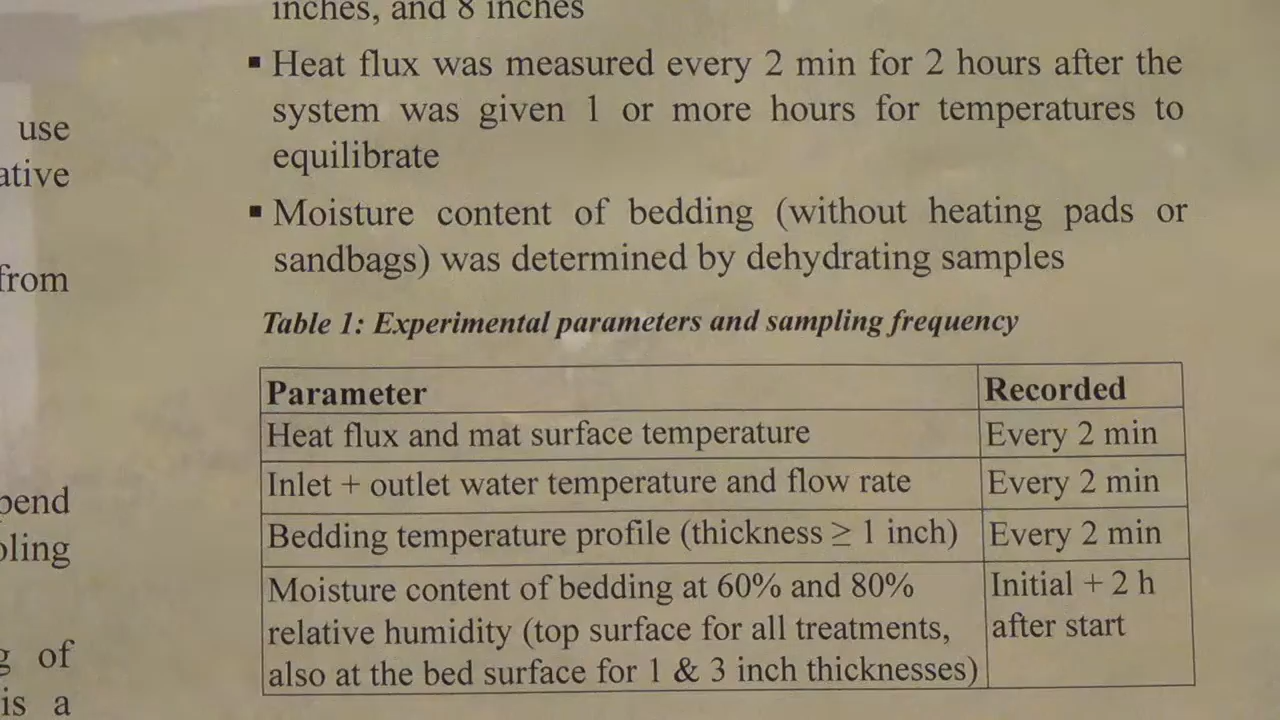 inches, and 8 inches
▪ Heat flux was measured every 2 min for 2 hours after the
system was given 1 or more hours for temperatures to
equilibrate
▪ Moisture content of bedding (without heating pads or
sandbags) was determined by dehydrating samples
Table 1: Experimental parameters and sampling frequency
Parameter Recorded
Heat flux and mat surface temperature Every 2 min
Inlet + outlet water temperature and flow rate Every 2 min
Bedding temperature profile (thickness ≥ 1 inch) Every 2 min
Moisture content of bedding at 60% and 80% Initial + 2 h
relative humidity (top surface for all treatments, after start
also at the bed surface for 1 & 3 inch thicknesses)
use
from
of
is a